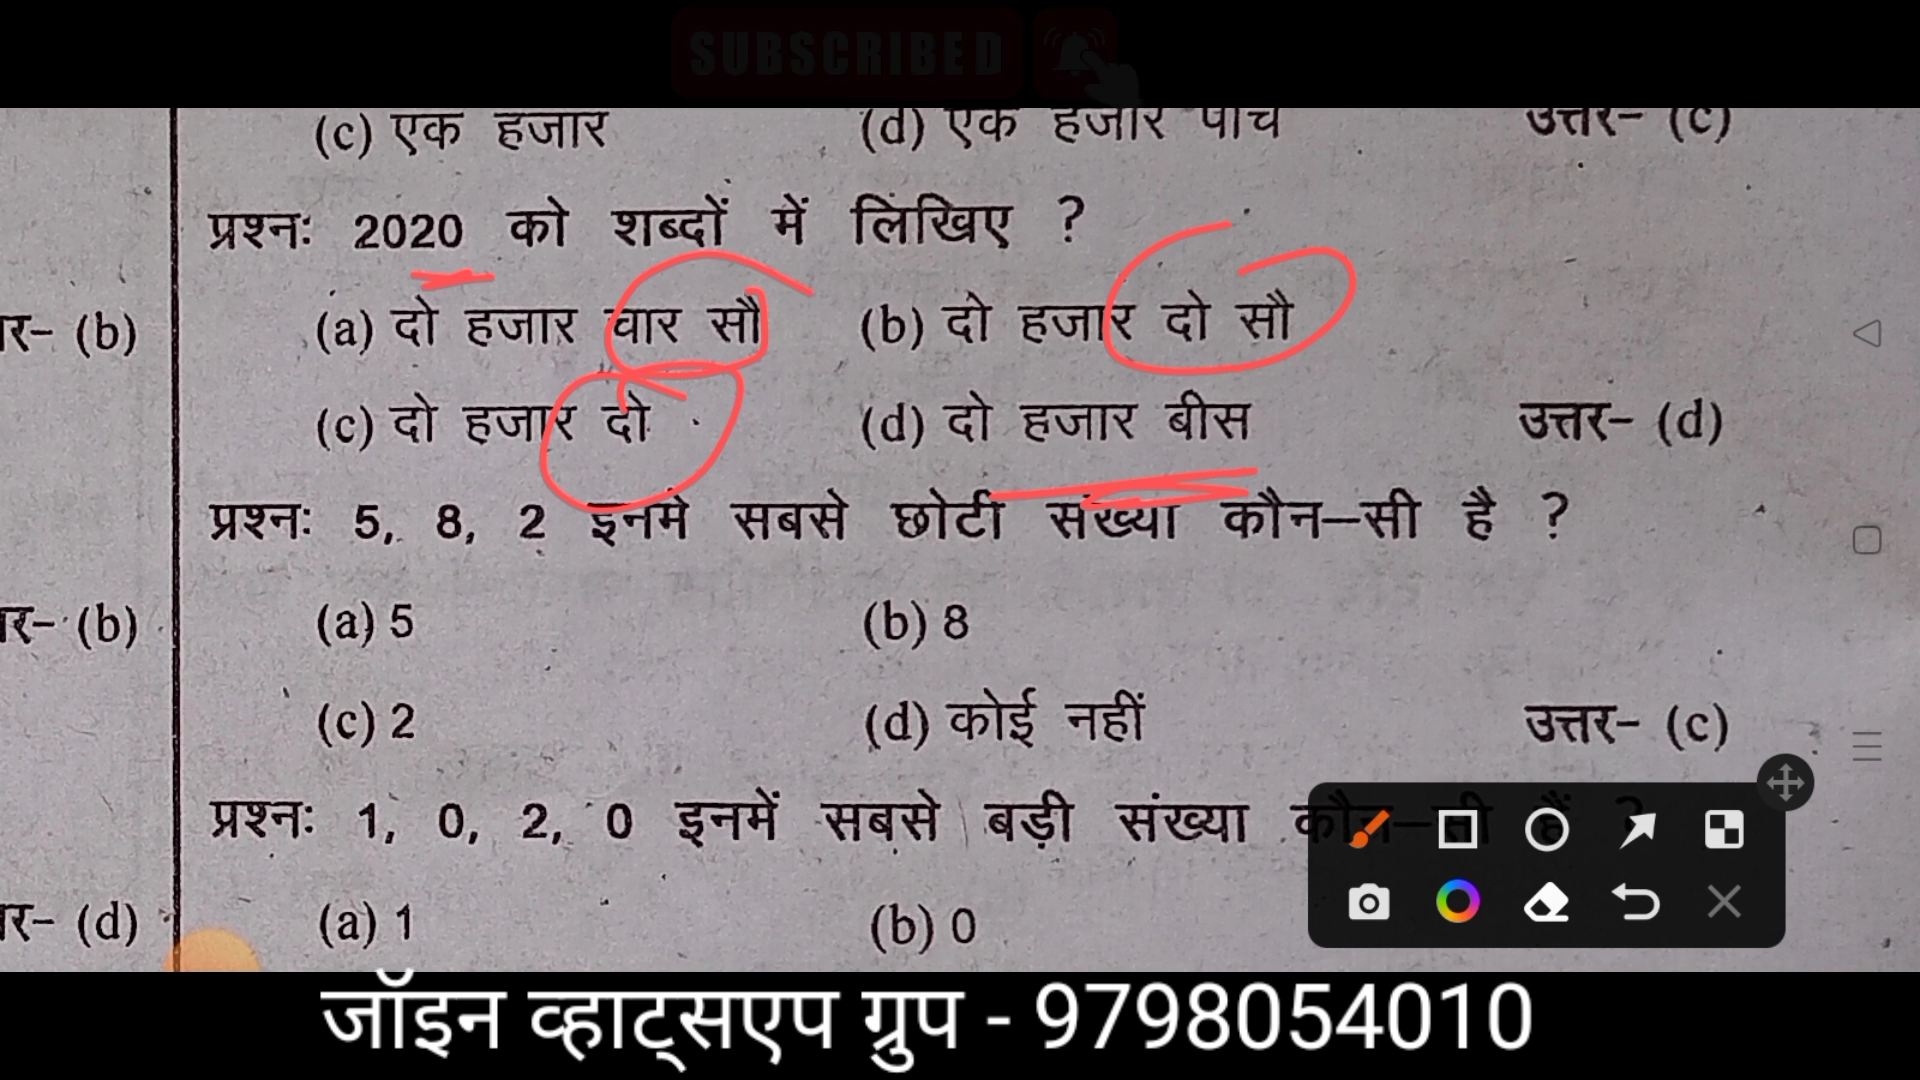 SUBSCRIBED
(c) एक हजार (d) एक हजार पांच उत्तर- (c)
प्रश्नः 2020 को शब्दों में लिखिए ?
र- (b) (a) दो हजार चार सौ (b) दो हजार दो सौ
(c) दो हजार दो (d) दो हजार बीस उत्तर- (d)
प्रश्नः 5, 8, 2 इनमे सबसे छोटी संख्या कौन-सी है ?
र- (b) (a) 5 (b) 8
(c) 2 (d) कोई नहीं उत्तर- (c)
प्रश्नः 1, 0, 2, 0 इनमें सबसे बड़ी संख्या कौन-सी हैं ?
र- (d) (a) 1 (b) 0
जॉइन व्हाट्सएप ग्रुप - 9798054010